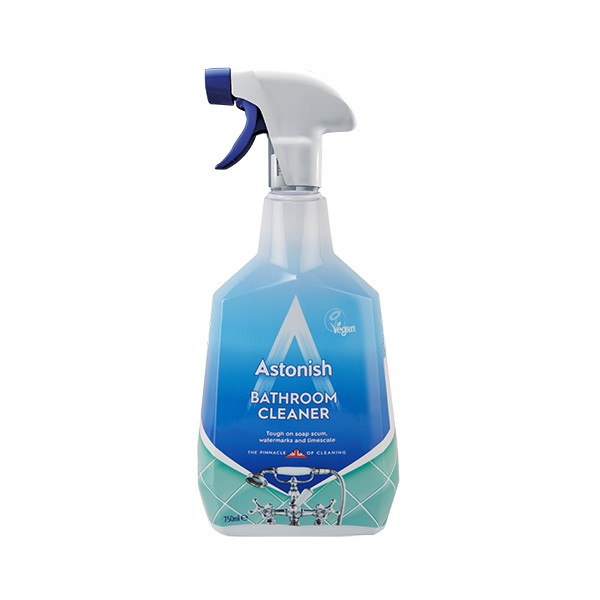 Vegan
Astonish
BATHROOM
CLEANER
Tough on soap scum,
watermarks and limescale
THE PINNACLE OF CLEANING
750ml e